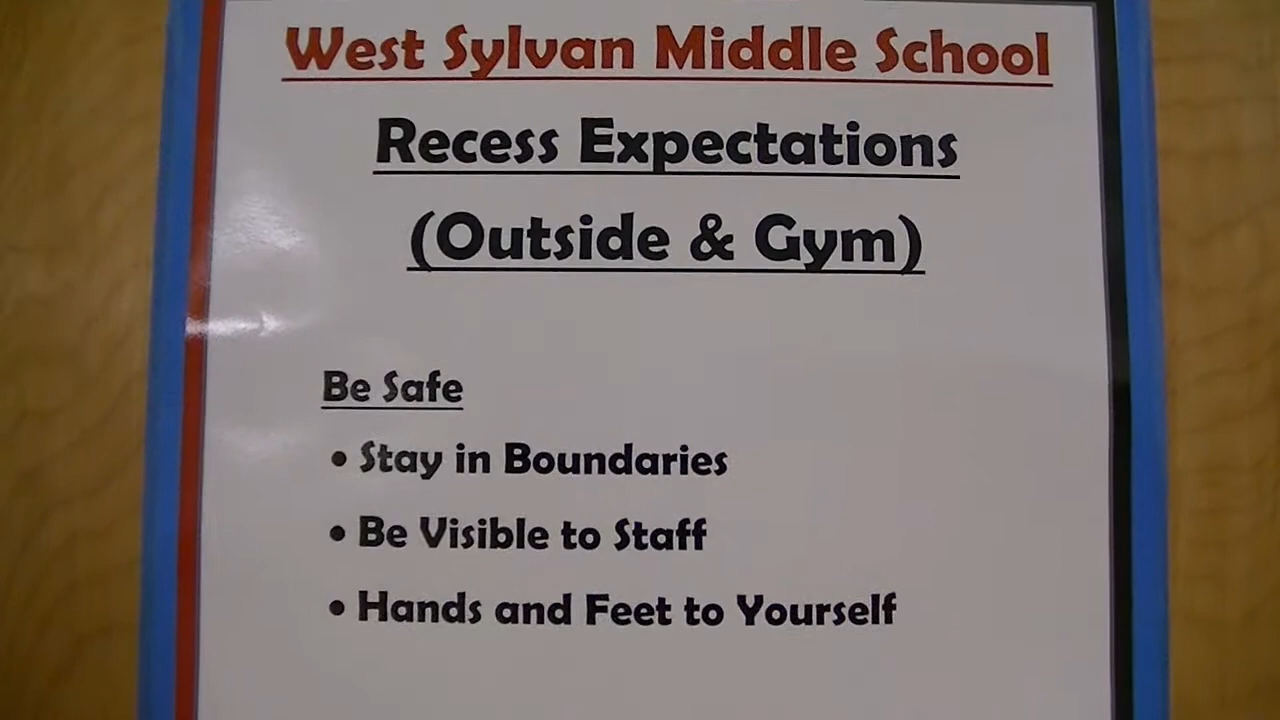 West Sylvan Middle School
Recess Expectations
(Outside & Gym)
Be Safe
• Stay in Boundaries
• Be Visible to Staff
• Hands and Feet to Yourself